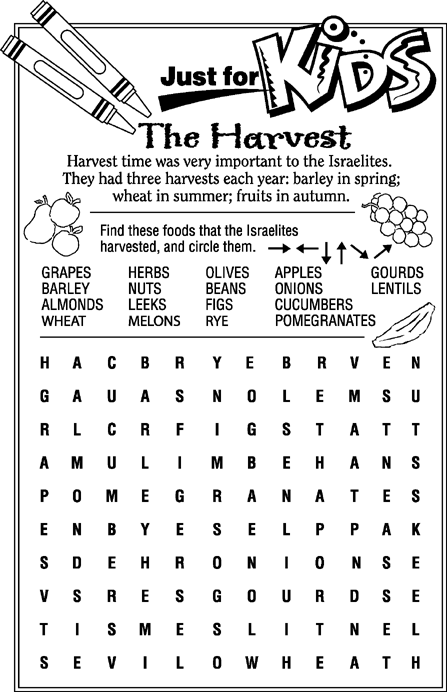 Just for KiDS
The Harvest
Harvest time was very important to the Israelites.
They had three harvests each year: barley in spring;
wheat in summer; fruits in autumn.
Find these foods that the Israelites
harvested, and circle them.
GRAPES HERBS OLIVES APPLES GOURDS
BARLEY NUTS BEANS ONIONS LENTILS
ALMONDS LEEKS FIGS CUCUMBERS
WHEAT MELONS RYE POMEGRANATES
H A C B R Y E B R V E N
G A U A S N O L E M S U
R L C R F I G S T A T T
A M U L I M B E H A N S
P O M E G R A N A T E S
E N B Y E S E L P P A K
S D E H R O N I O N S E
V S R E S G O U R D S E
T I S M E S L I T N E L
S E V I L O W H E A T H